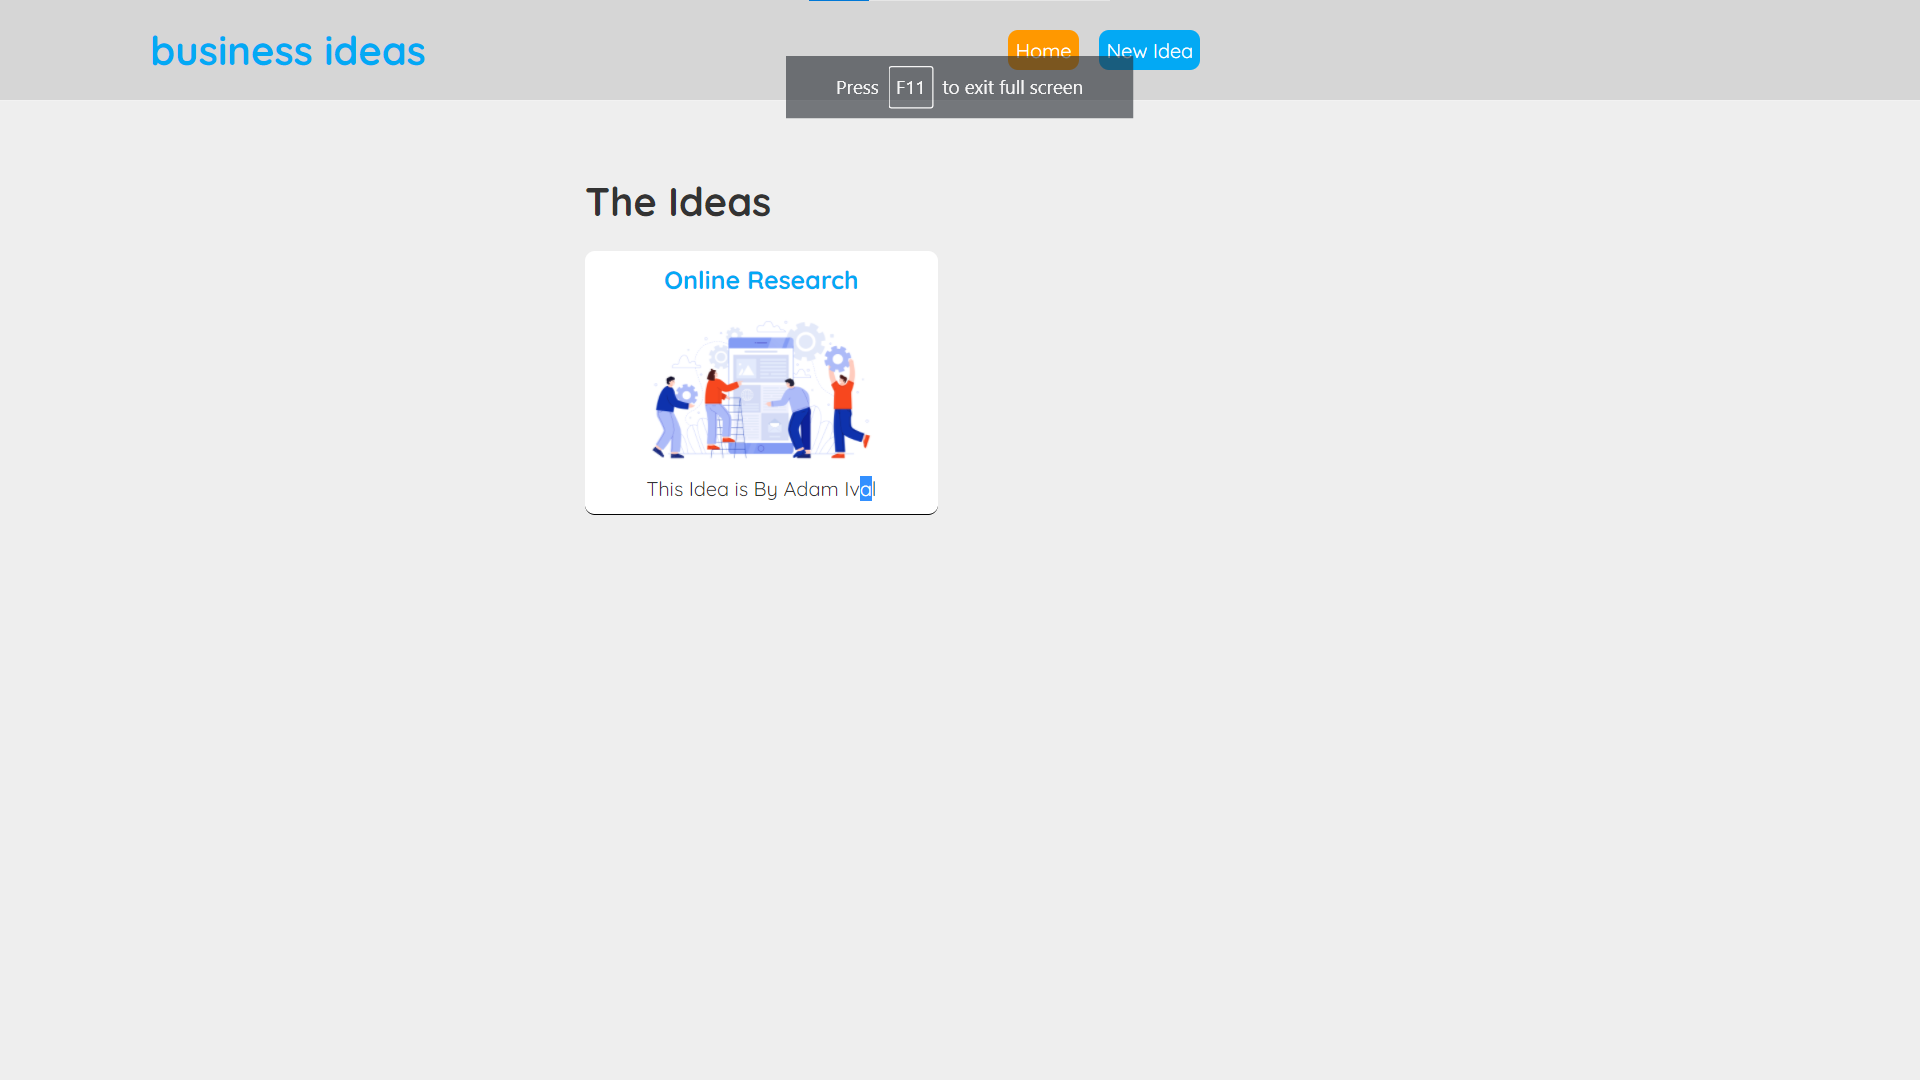 business ideas
Home
New Idea
Press F11 to exit full screen
The Ideas
Online Research
This Idea is By Adam Ival